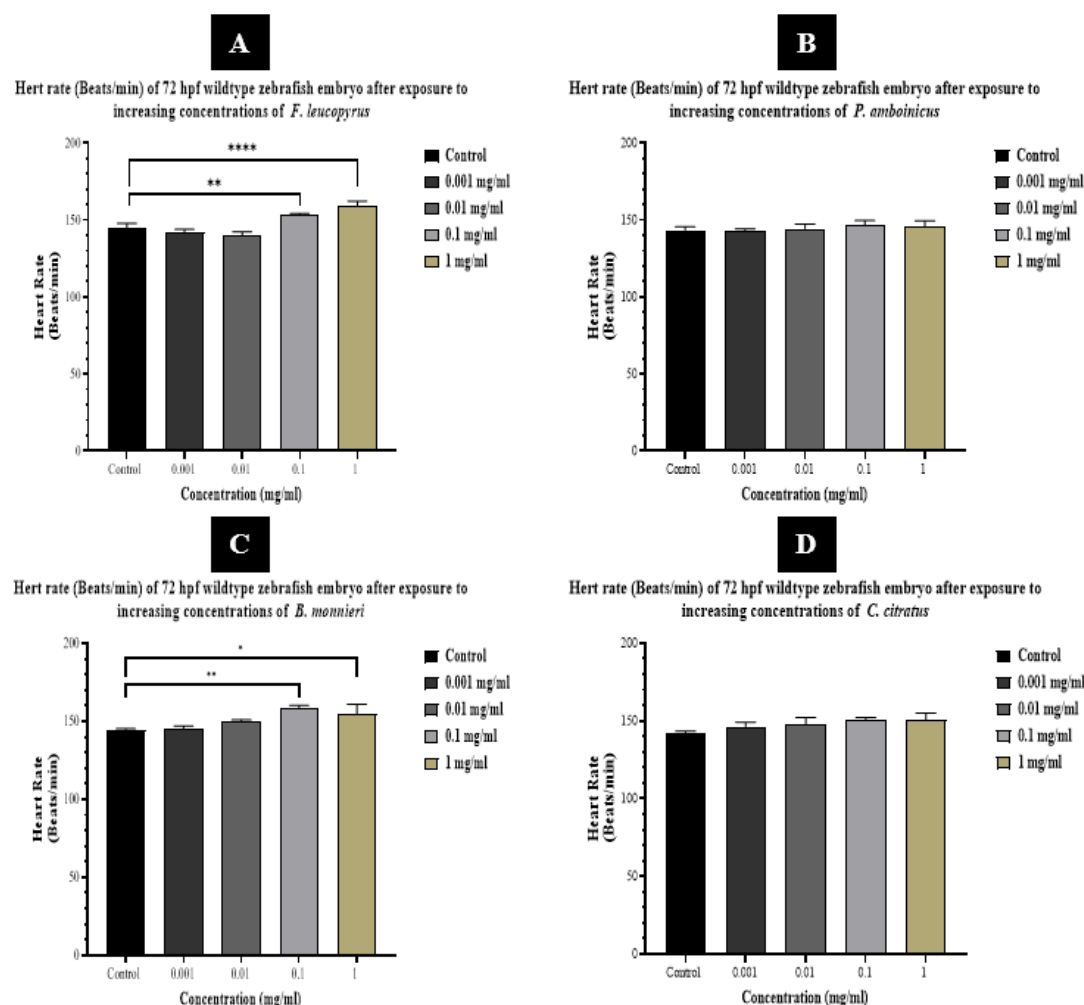 A
Hert rate (Beats/min) of 72 hpf wildtype zebrafish embryo after exposure to
increasing concentrations of F. leucopyrus
200
150
100
50
0
Heart Rate
(Beats/min)
****
**
Control
0.001
0.01
0.1
1
Concentration (mg/ml)
Control
0.001 mg/ml
0.01 mg/ml
0.1 mg/ml
1 mg/ml
B
Hert rate (Beats/min) of 72 hpf wildtype zebrafish embryo after exposure to
increasing concentrations of P. amboinicus
200
150
100
50
0
Heart Rate
(Beats/min)
Control
0.001
0.01
0.1
1
Concentration (mg/ml)
Control
0.001 mg/ml
0.01 mg/ml
0.1 mg/ml
1 mg/ml
C
Hert rate (Beats/min) of 72 hpf wildtype zebrafish embryo after exposure to
increasing concentrations of B. monnieri
200
150
100
50
0
Heart Rate
(Beats/min)
*
**
Control
0.001
0.01
0.1
1
Concentration (mg/ml)
Control
0.001 mg/ml
0.01 mg/ml
0.1 mg/ml
1 mg/ml
D
Hert rate (Beats/min) of 72 hpf wildtype zebrafish embryo after exposure to
increasing concentrations of C. citratus
200
150
100
50
0
Heart Rate
(Beats/min)
Control
0.001
0.01
0.1
1
Concentration (mg/ml)
Control
0.001 mg/ml
0.01 mg/ml
0.1 mg/ml
1 mg/ml